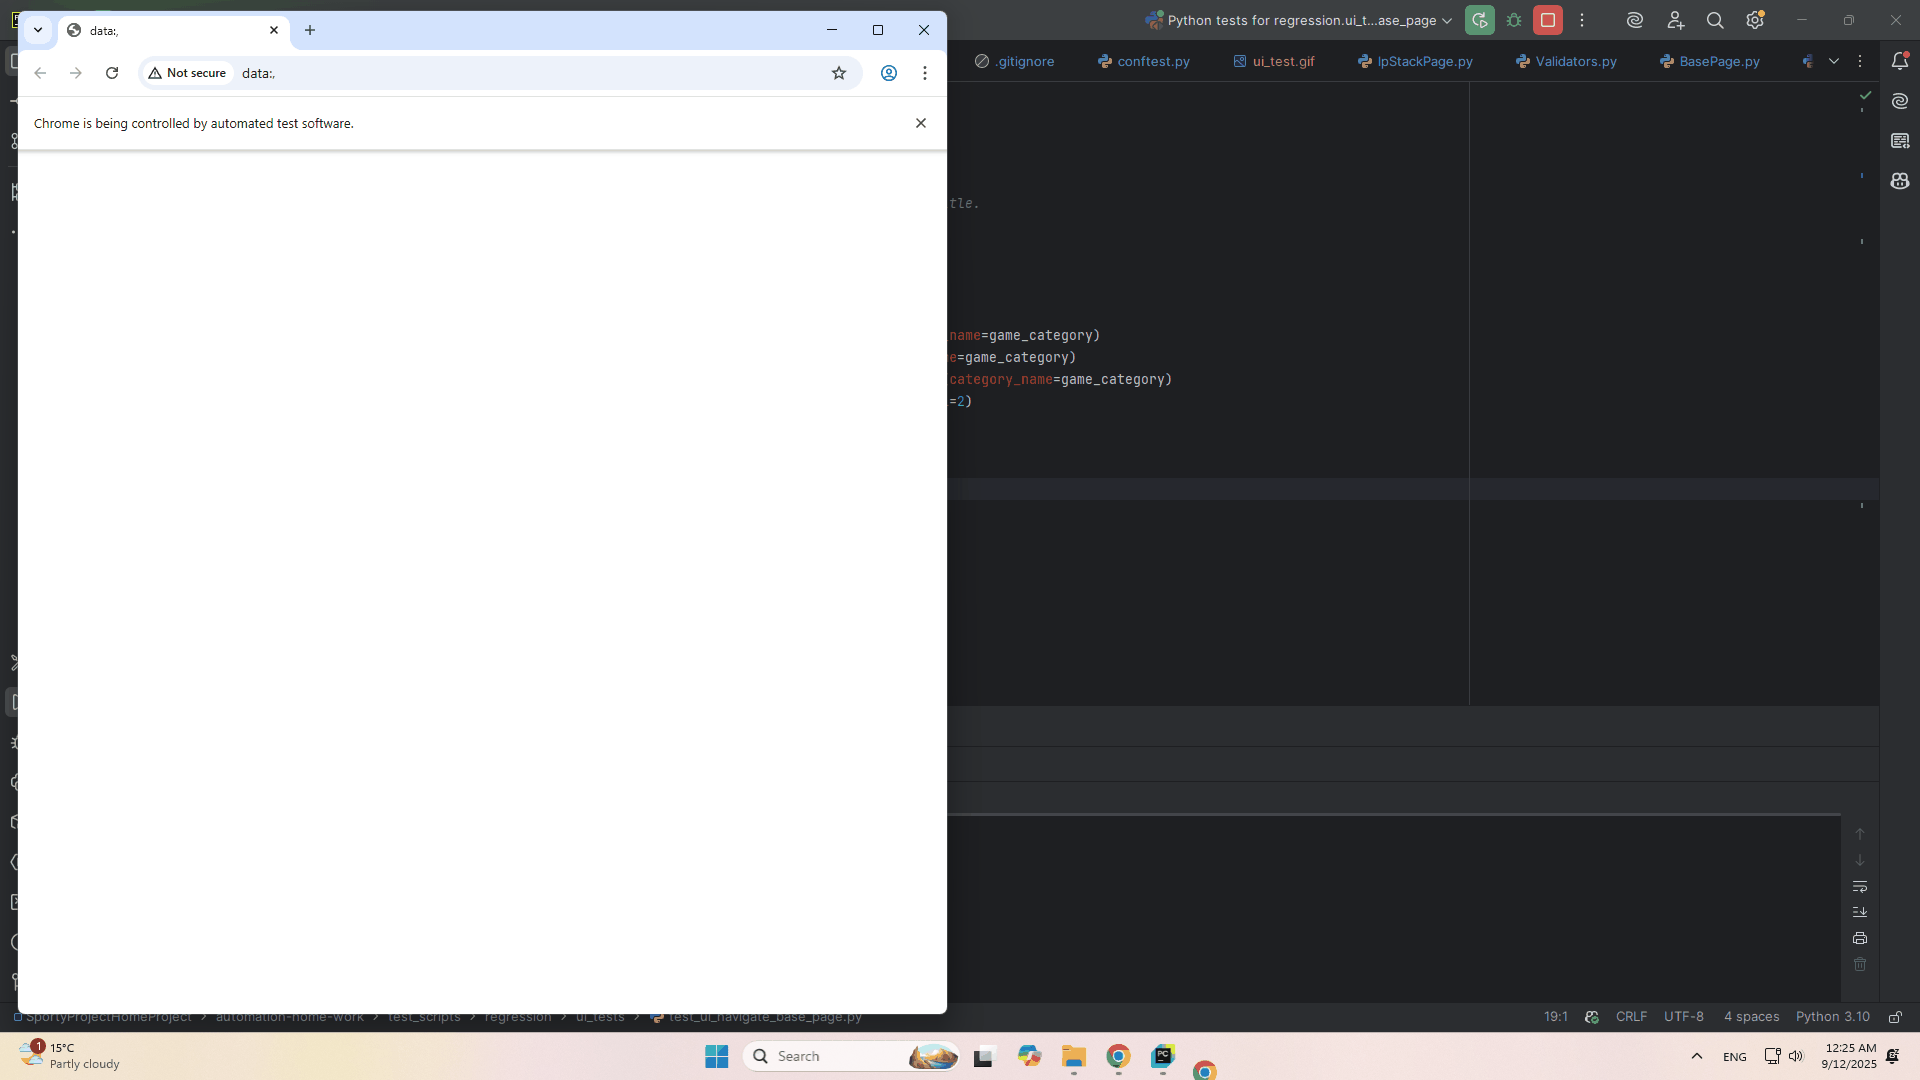 data:,
Python tests for regression.ui_t...ase_page
Not secure
data:,
.gitignore
conftest.py
ui_test.gif
IpStackPage.py
Validators.py
BasePage.py
Chrome is being controlled by automated test software.
tle.
name=game_category)
e=game_category)
category_name=game_category)
=2)
SportyProjectHomeProject
automation-home-work
test_scripts
regression
ui_tests
test_ui_navigate_base_page.py
19:1
CRLF
UTF-8
4 spaces
Python 3.10
1
15°C
Partly cloudy
Search
PC
ENG
12:25 AM
9/12/2025